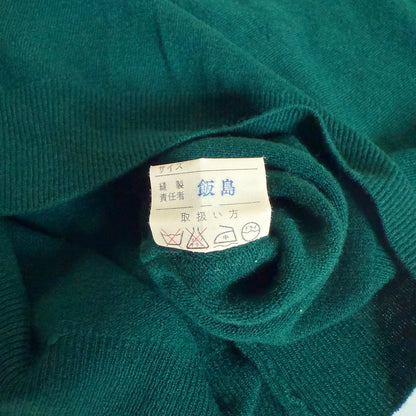 サイズ
縫製
責任者 飯島
取扱い方